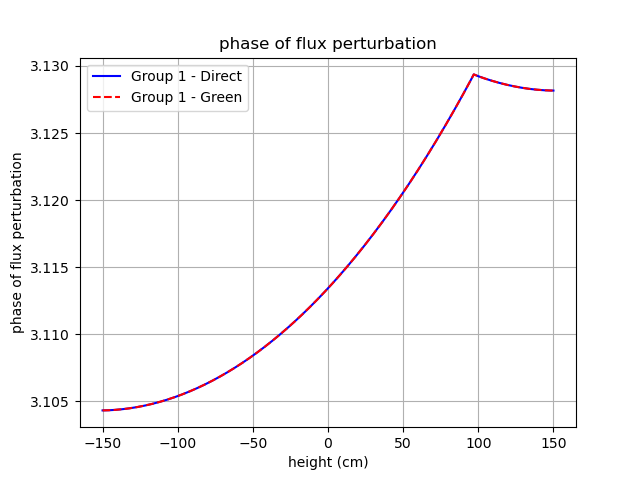 phase of flux perturbation
Group 1 - Direct
Group 1 - Green
phase of flux perturbation
3.130
3.125
3.120
3.115
3.110
3.105
−150
−100
−50
0
50
100
150
height (cm)